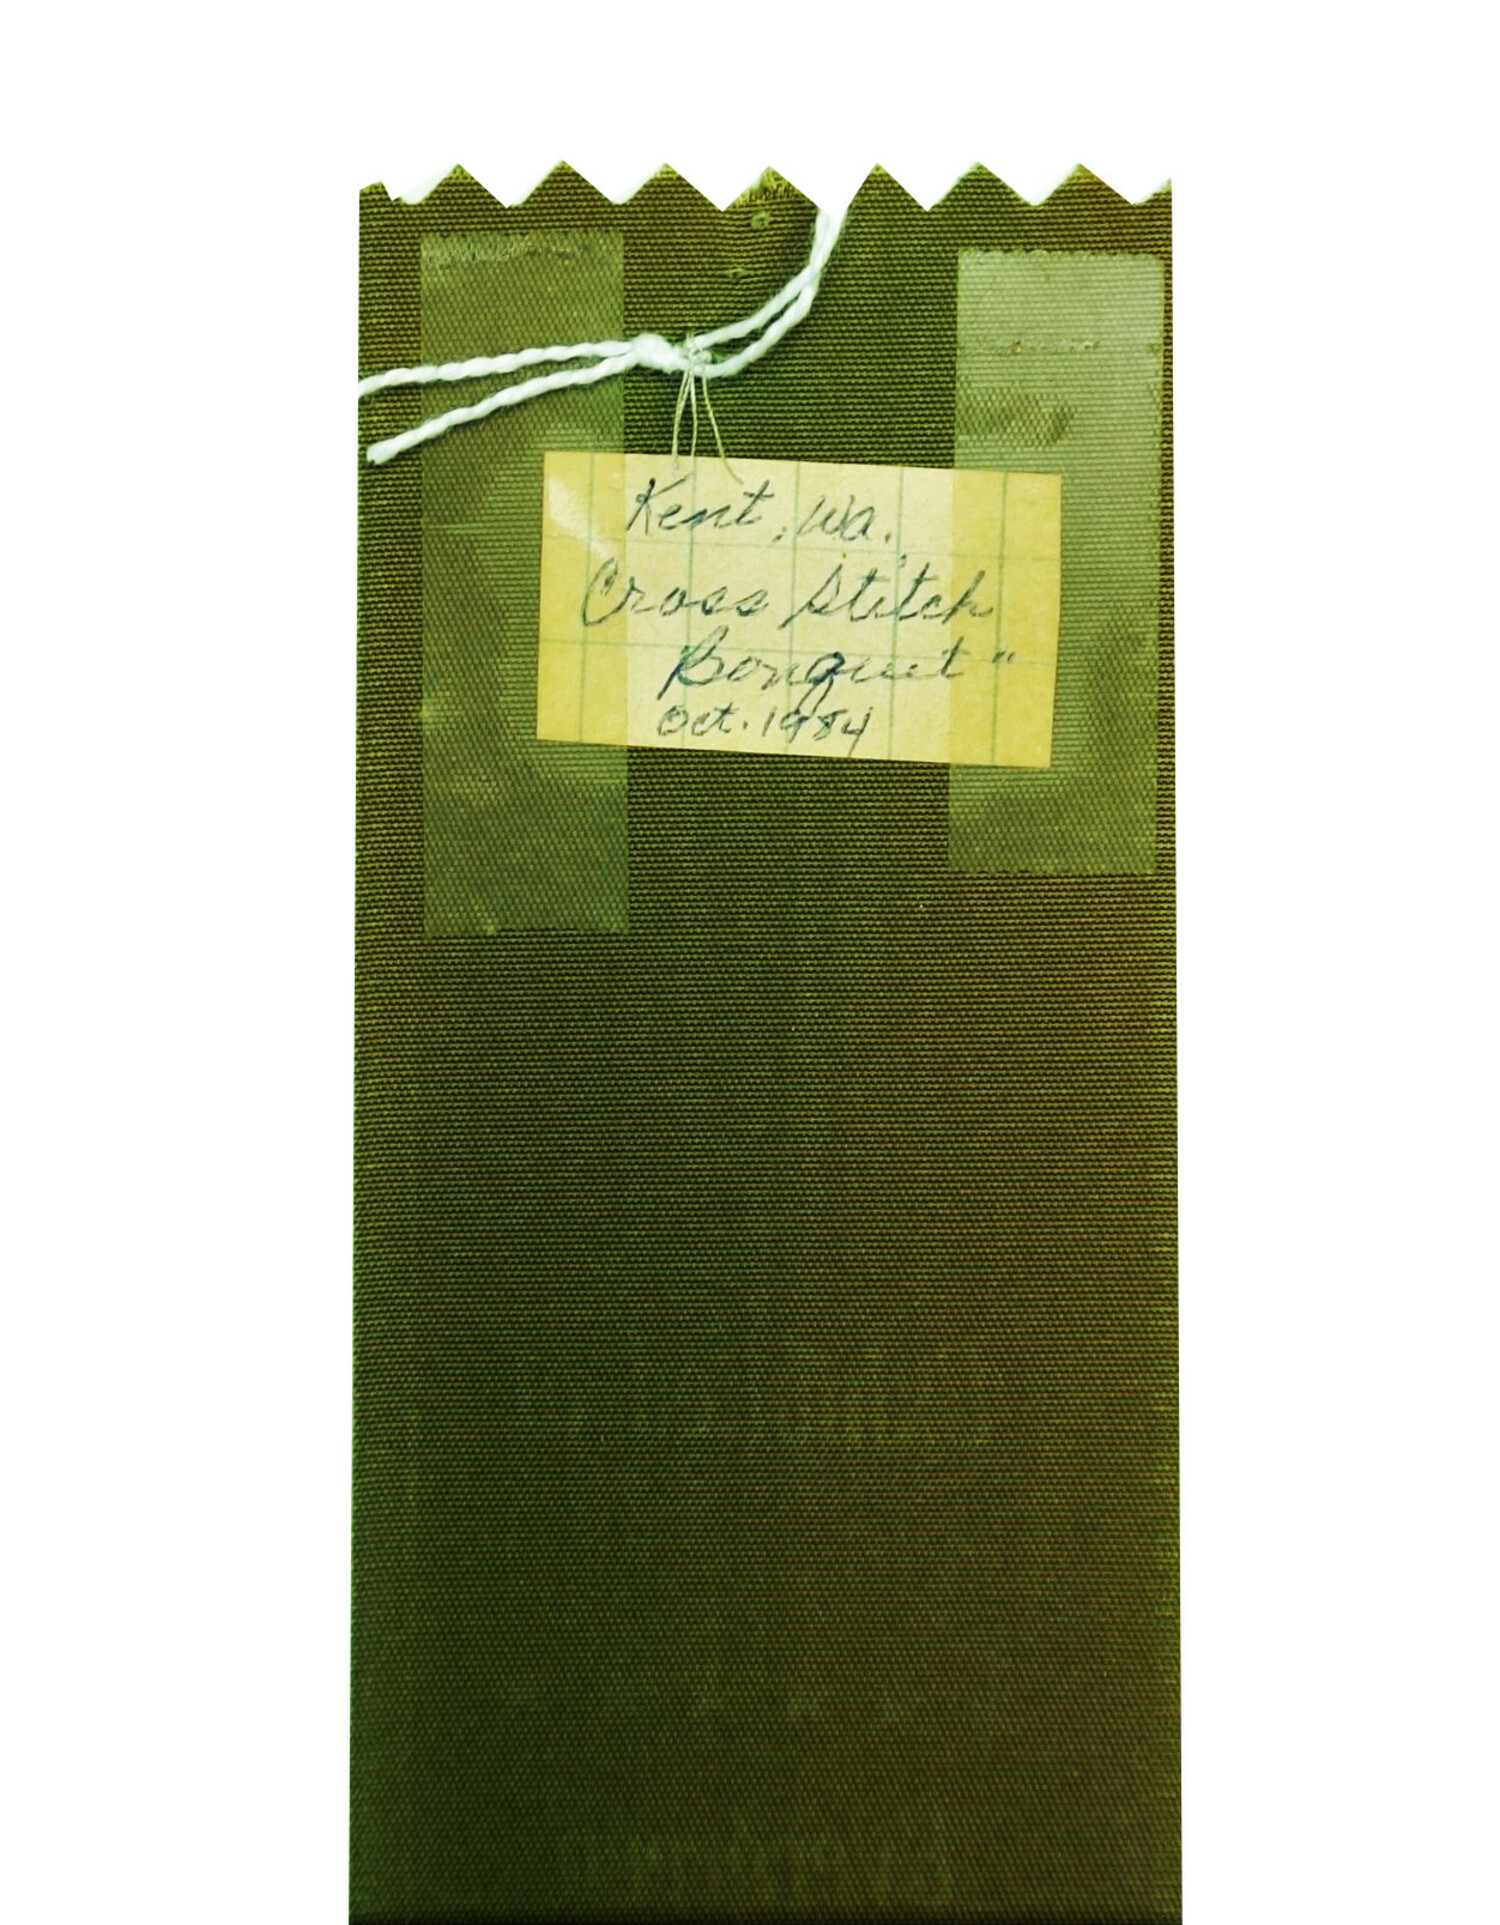 Kent, Wa.
Cross Stitch
Bouquet"
Oct. 1984